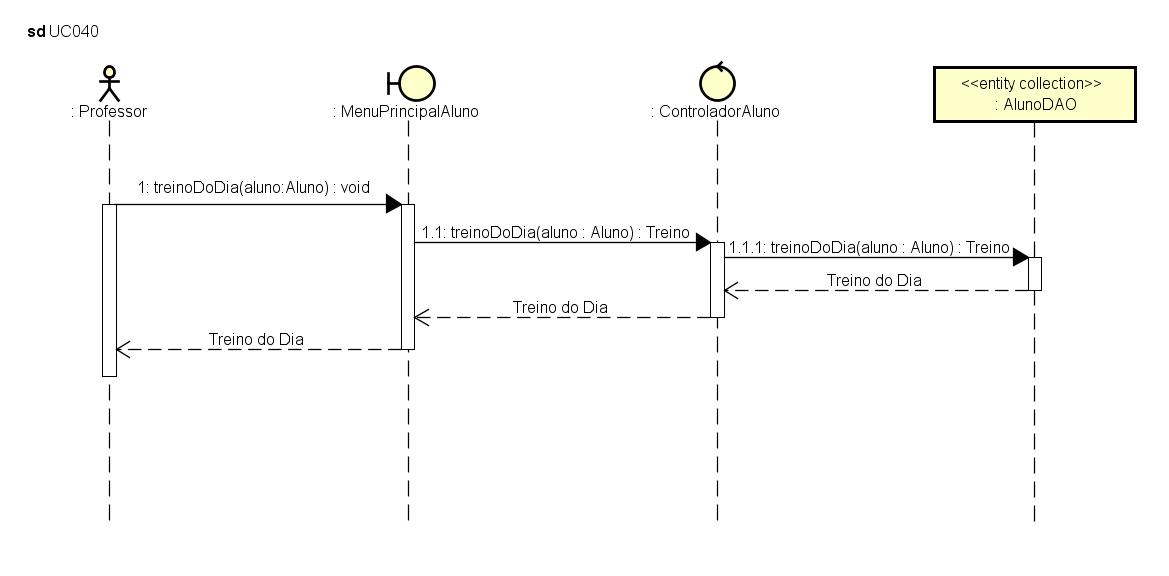 sd UC040
: Professor
: MenuPrincipalAluno
: ControladorAluno
<<entity collection>>
: AlunoDAO
1: treinoDoDia(aluno:Aluno) : void
1.1: treinoDoDia(aluno : Aluno) : Treino
1.1.1: treinoDoDia(aluno : Aluno) : Treino
Treino do Dia
Treino do Dia
Treino do Dia